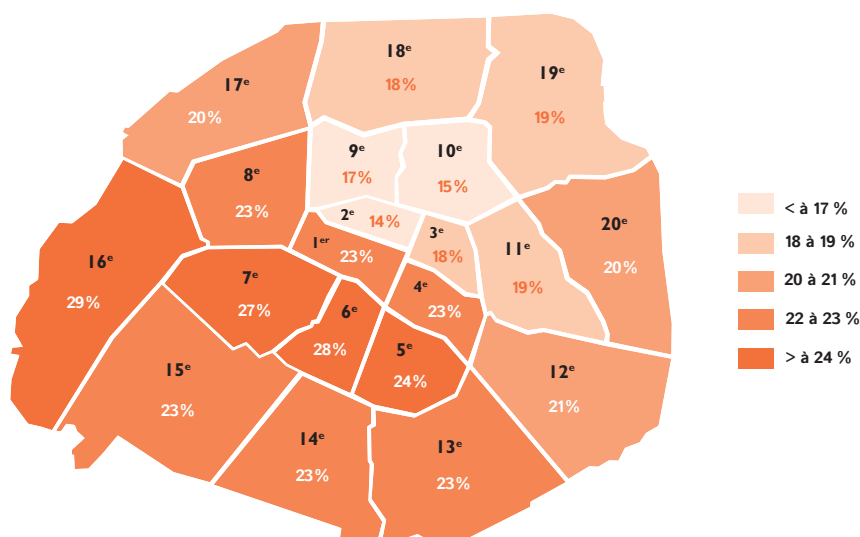 18ᵉ
18%
19ᵉ
19%
17ᵉ
20%
9ᵉ
17%
10ᵉ
15%
8ᵉ
23%
2ᵉ 14%
1ᵉʳ
23%
3ᵉ
18%
11ᵉ
19%
20ᵉ
20%
16ᵉ
29%
7ᵉ
27%
4ᵉ
23%
6ᵉ
28%
5ᵉ
24%
15ᵉ
23%
12ᵉ
21%
14ᵉ
23%
13ᵉ
23%
< à 17 %
18 à 19 %
20 à 21 %
22 à 23 %
> à 24 %